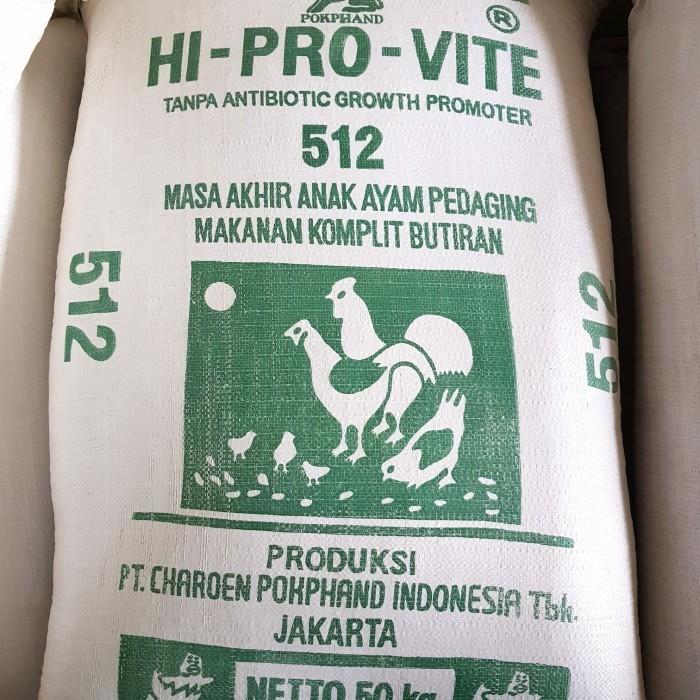 POKPHAND
®
HI-PRO-VITE
TANPA ANTIBIOTIC GROWTH PROMOTER
512
MASA AKHIR ANAK AYAM PEDAGING
MAKANAN KOMPLIT BUTIRAN
512
512
PRODUKSI
PT. CHAROEN POKPHAND INDONESIA Tbk.
JAKARTA
NETTO 50 kg